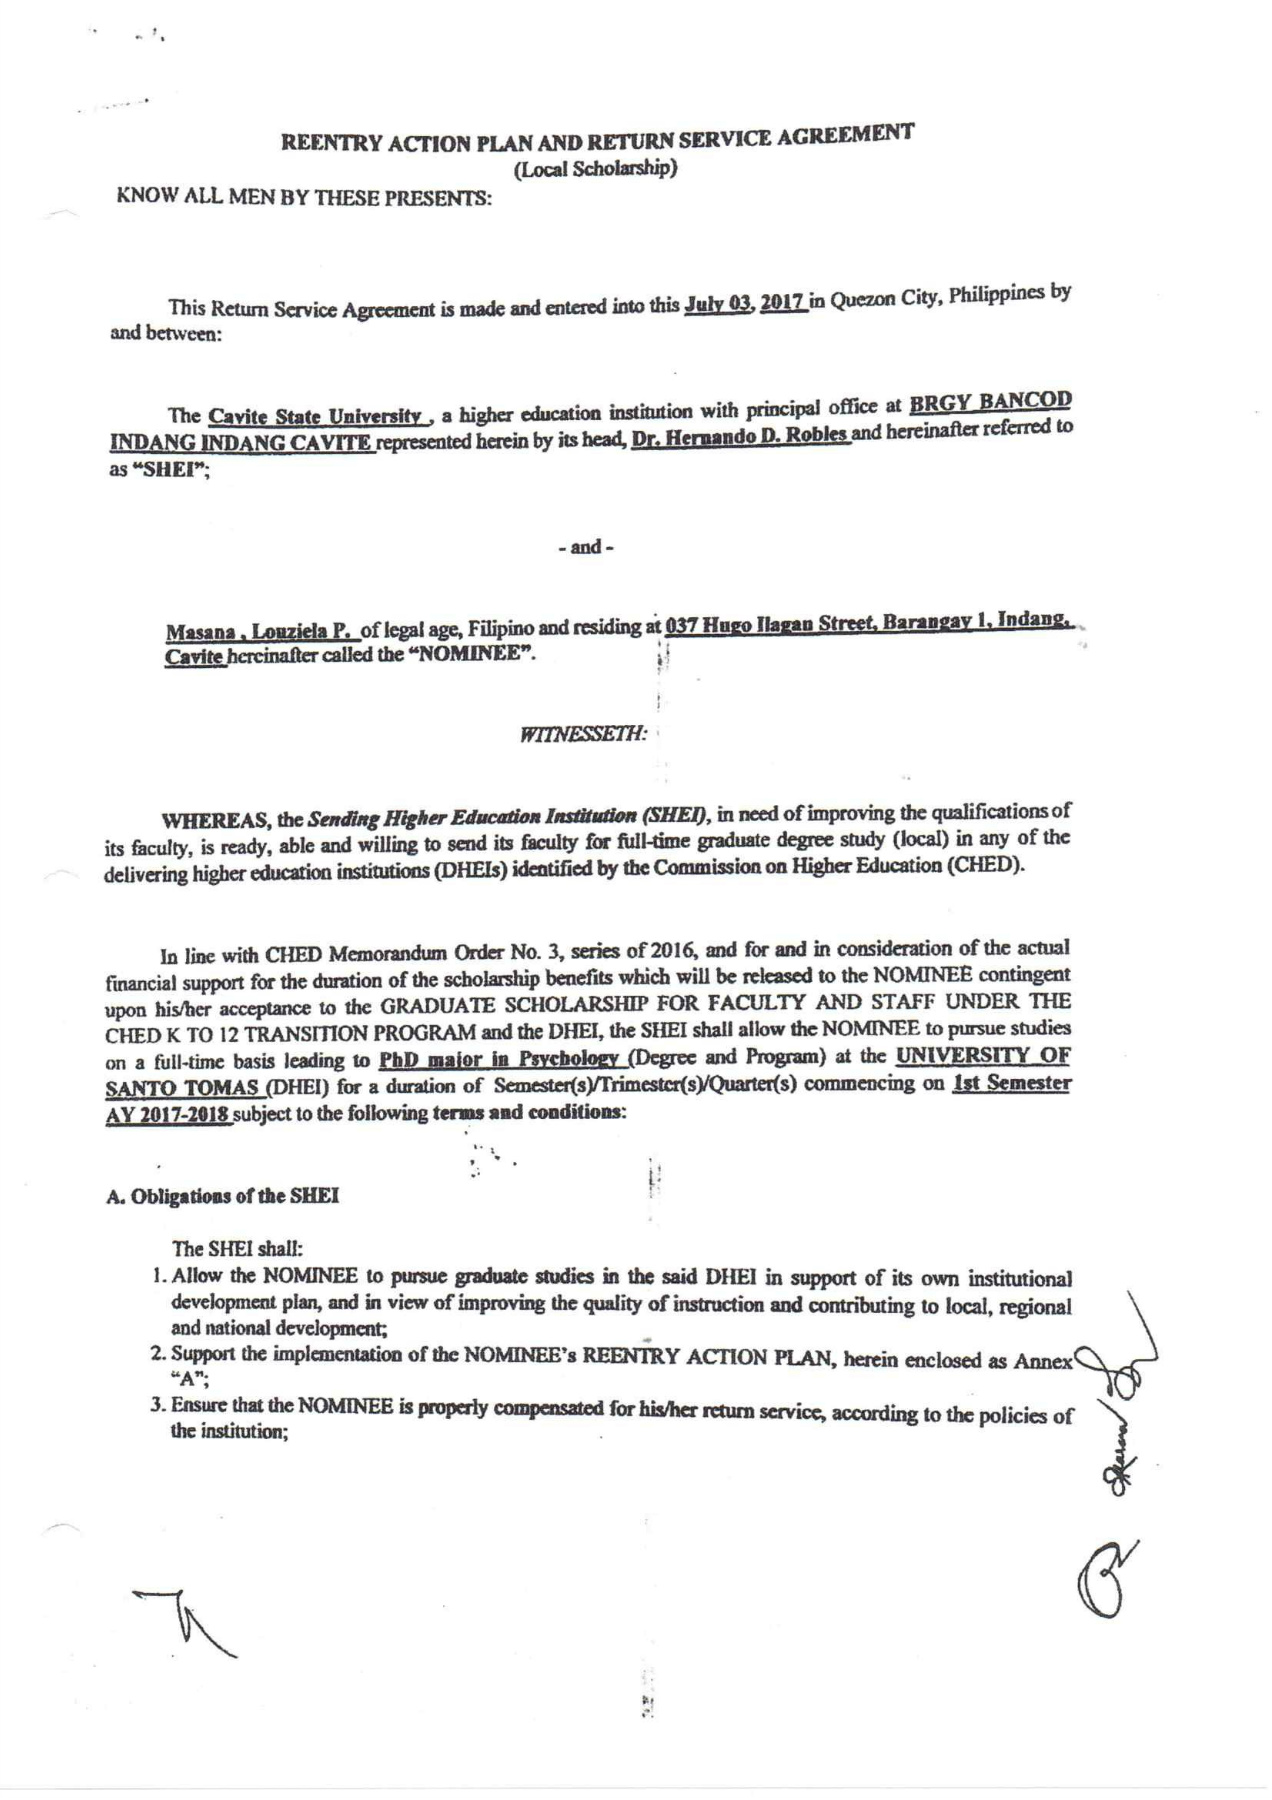 REENTRY ACTION PLAN AND RETURN SERVICE AGREEMENT
(Local Scholarship)
KNOW ALL MEN BY THESE PRESENTS:
This Return Service Agreement is made and entered into this July 03, 2017 in Quezon City, Philippines by
and between:
The Cavite State University , a higher education institution with principal office at BRGY BANCOD
INDANG INDANG CAVITE represented herein by its head, Dr. Hernando D. Robles and hereinafter referred to
as “SHEI”;
- and -
Masana , Louziela P. of legal age, Filipino and residing at 037 Hugo Ilagan Street, Barangay 1, Indang,
Cavite hereinafter called the “NOMINEE”.
WITNESSETH:
WHEREAS, the Sending Higher Education Institution (SHEI), in need of improving the qualifications of
its faculty, is ready, able and willing to send its faculty for full-time graduate degree study (local) in any of the
delivering higher education institutions (DHEIs) identified by the Commission on Higher Education (CHED).
In line with CHED Memorandum Order No. 3, series of 2016, and for and in consideration of the actual
financial support for the duration of the scholarship benefits which will be released to the NOMINEE contingent
upon his/her acceptance to the GRADUATE SCHOLARSHIP FOR FACULTY AND STAFF UNDER THE
CHED K TO 12 TRANSITION PROGRAM and the DHEI, the SHEI shall allow the NOMINEE to pursue studies
on a full-time basis leading to PhD major in Psychology (Degree and Program) at the UNIVERSITY OF
SANTO TOMAS (DHEI) for a duration of Semester(s)/Trimester(s)/Quarter(s) commencing on 1st Semester
AY 2017-2018 subject to the following terms and conditions:
A. Obligations of the SHEI
The SHEI shall:
1. Allow the NOMINEE to pursue graduate studies in the said DHEI in support of its own institutional
development plan, and in view of improving the quality of instruction and contributing to local, regional
and national development;
2. Support the implementation of the NOMINEE’s REENTRY ACTION PLAN, herein enclosed as Annex
“A”;
3. Ensure that the NOMINEE is properly compensated for his/her return service, according to the policies of
the institution;